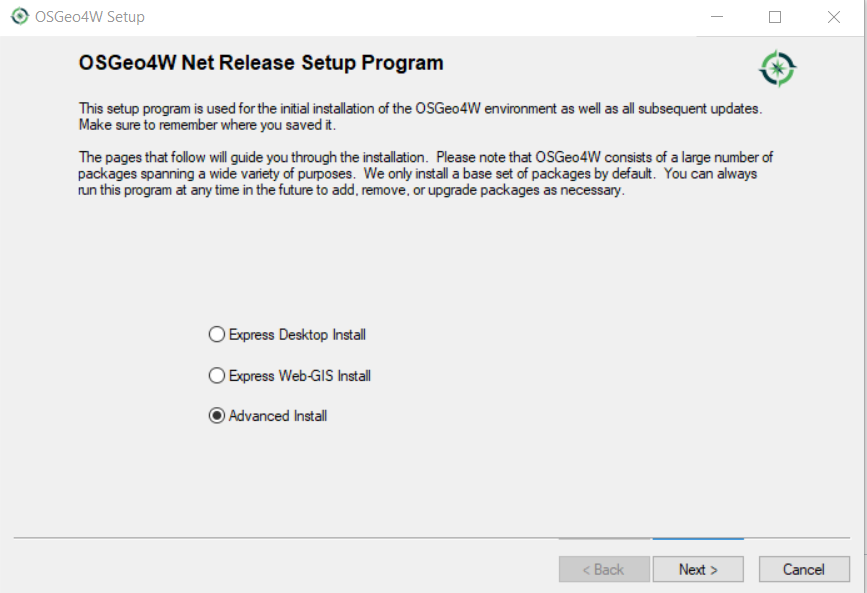 OSGeo4W Setup
OSGeo4W Net Release Setup Program
This setup program is used for the initial installation of the OSGeo4W environment as well as all subsequent updates.
Make sure to remember where you saved it.
The pages that follow will guide you through the installation.  Please note that OSGeo4W consists of a large number of
packages spanning a wide variety of purposes.  We only install a base set of packages by default.  You can always
run this program at any time in the future to add, remove, or upgrade packages as necessary.
Express Desktop Install
Express Web-GIS Install
Advanced Install
< Back Next > Cancel